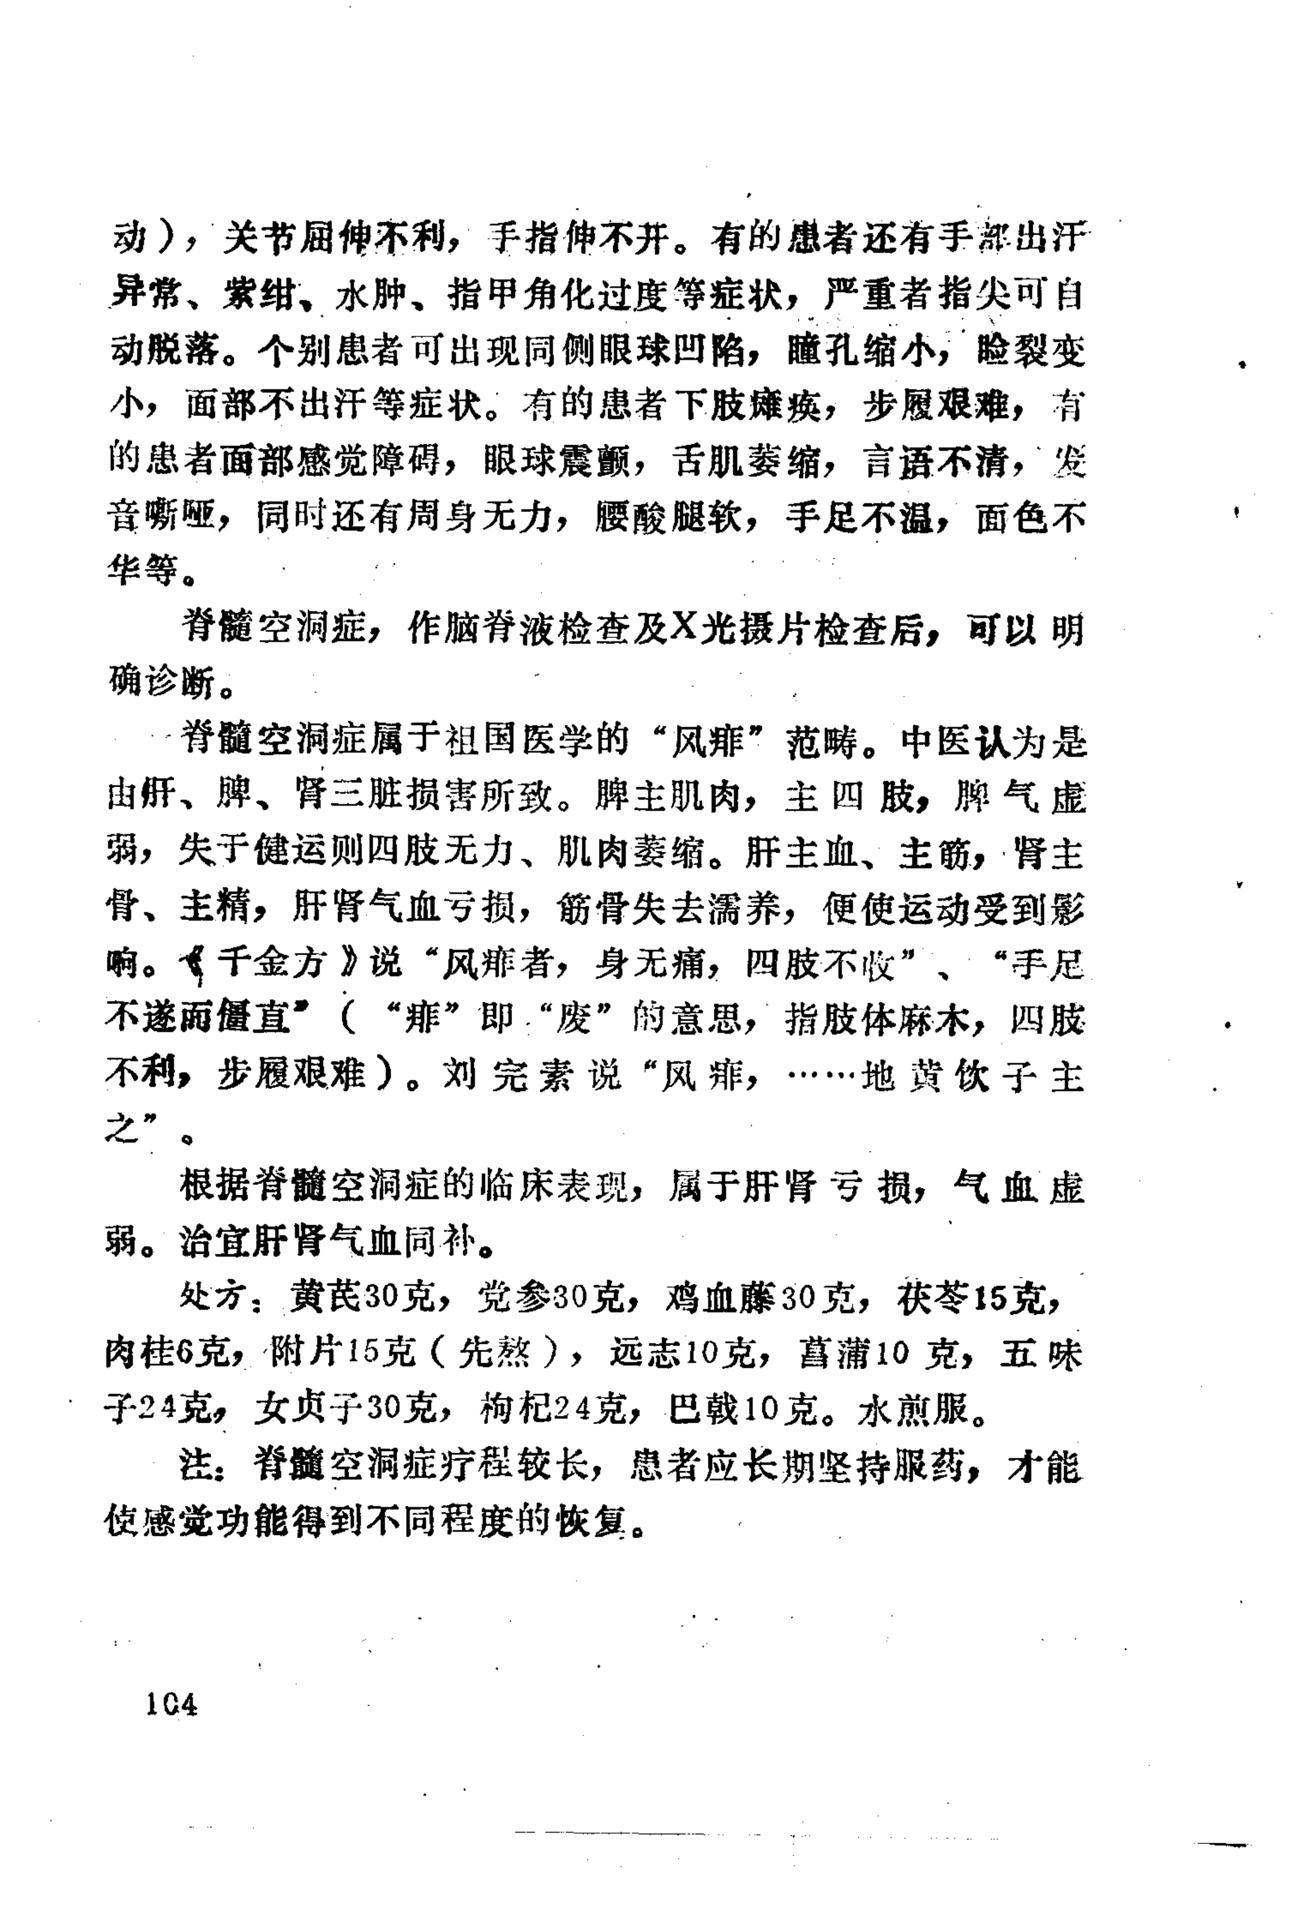 动），关节屈伸不利，手指伸不开。有的患者还有手部出汗
异常、紫绀、水肿、指甲角化过度等症状，严重者指尖可自
动脱落。个别患者可出现同侧眼球凹陷，瞳孔缩小，睑裂变
小，面部不出汗等症状。有的患者下肢瘫痪，步履艰难，有
的患者面部感觉障碍，眼球震颤，舌肌萎缩，言语不清，发
音嘶哑，同时还有周身无力，腰酸腿软，手足不温，面色不
华等。
脊髓空洞症，作脑脊液检查及X光摄片检查后，可以明
确诊断。
脊髓空洞症属于祖国医学的“风痱”范畴。中医认为是
由肝、脾、肾三脏损害所致。脾主肌肉，主四肢，脾气虚
弱，失于健运则四肢无力、肌肉萎缩。肝主血、主筋，肾主
骨、主精，肝肾气血亏损，筋骨失去濡养，便使运动受到影
响。《千金方》说“风痱者，身无痛，四肢不收”、“手足
不遂而僵直”（“痱”即“废”的意思，指肢体麻木，四肢
不利，步履艰难）。刘完素说“风痱，……地黄饮子主
之”。
根据脊髓空洞症的临床表现，属于肝肾亏损，气血虚
弱。治宜肝肾气血同补。
处方：黄芪30克，党参30克，鸡血藤30克，茯苓15克，
肉桂6克，附片15克（先熬），远志10克，菖蒲10克，五味
子24克，女贞子30克，枸杞24克，巴戟10克。水煎服。
注：脊髓空洞症疗程较长，患者应长期坚持服药，才能
使感觉功能得到不同程度的恢复。
104